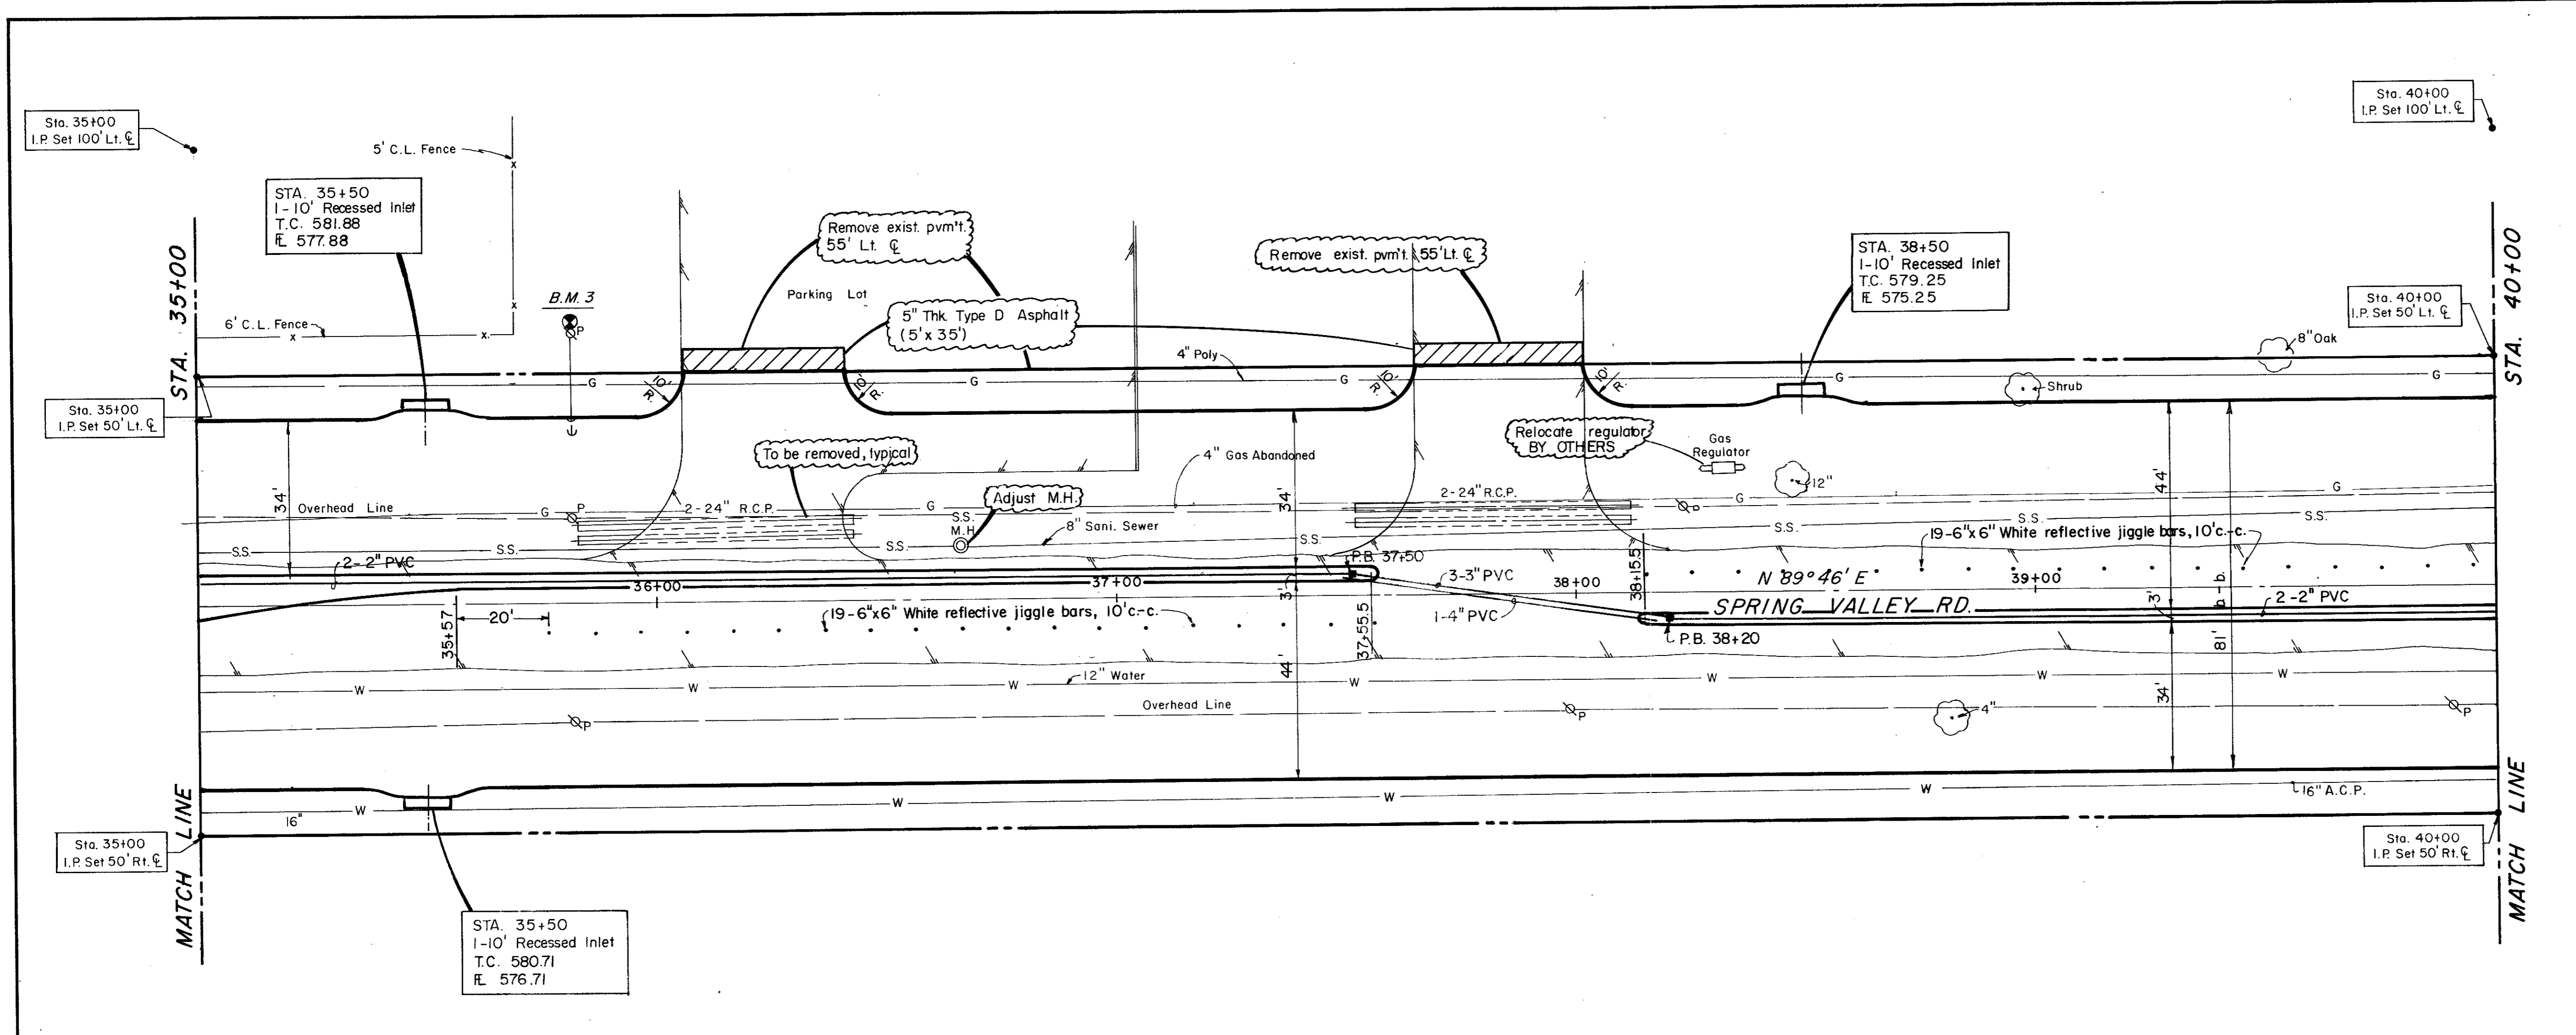 Sta. 35+00
I.P. Set 100' Lt. ℄
Sta. 40+00
I.P. Set 100' Lt. ℄
5' C.L. Fence
x
x
STA. 35+50
1-10' Recessed Inlet
T.C. 581.88
FL 577.88
Remove exist. pvm't.
55' Lt. ℄
Remove exist. pvm't. 55' Lt. ℄
STA. 38+50
1-10' Recessed Inlet
T.C. 579.25
FL 575.25
STA. 35+00
STA. 40+00
B.M. 3
P
Parking Lot
5" Thk. Type D Asphalt
(5' x 35')
6' C.L. Fence
x
x
Sta. 40+00
I.P. Set 50' Lt. ℄
8" Oak
4" Poly
G
G
G
G
G
Shrub
10' R.
10' R.
10' R.
10' R.
Sta. 35+00
I.P. Set 50' Lt. ℄
To be removed, typical
Relocate regulator
BY OTHERS
Gas
Regulator
4" Gas Abandoned
12"
34'
34'
44'
Adjust M.H.
Overhead Line
G
P
2-24" R.C.P.
G
S.S.
M.H.
8" Sani. Sewer
2-24" R.C.P.
P
G
G
S.S.
S.S.
S.S.
S.S.
S.S.
S.S.
S.S.
19-6"x6" White reflective jiggle bars, 10' c.-c.
2-2" PVC
P.B. 37+50
36+00
37+00
3'
3-3" PVC
38+00
38+15.5
N 89°46' E
39+00
SPRING VALLEY RD.
3'
b-b.
81'
2-2" PVC
35+57
20'
19-6"x6" White reflective jiggle bars, 10' c.-c.
37+55.5
1-4" PVC
P.B. 38+20
44'
34'
W
W
W
12" Water
W
W
W
W
Overhead Line
P
P
4"
P
MATCH LINE
MATCH LINE
16"
W
W
W
W
16" A.C.P.
Sta. 35+00
I.P. Set 50' Rt. ℄
Sta. 40+00
I.P. Set 50' Rt. ℄
STA. 35+50
1-10' Recessed Inlet
T.C. 580.71
FL 576.71